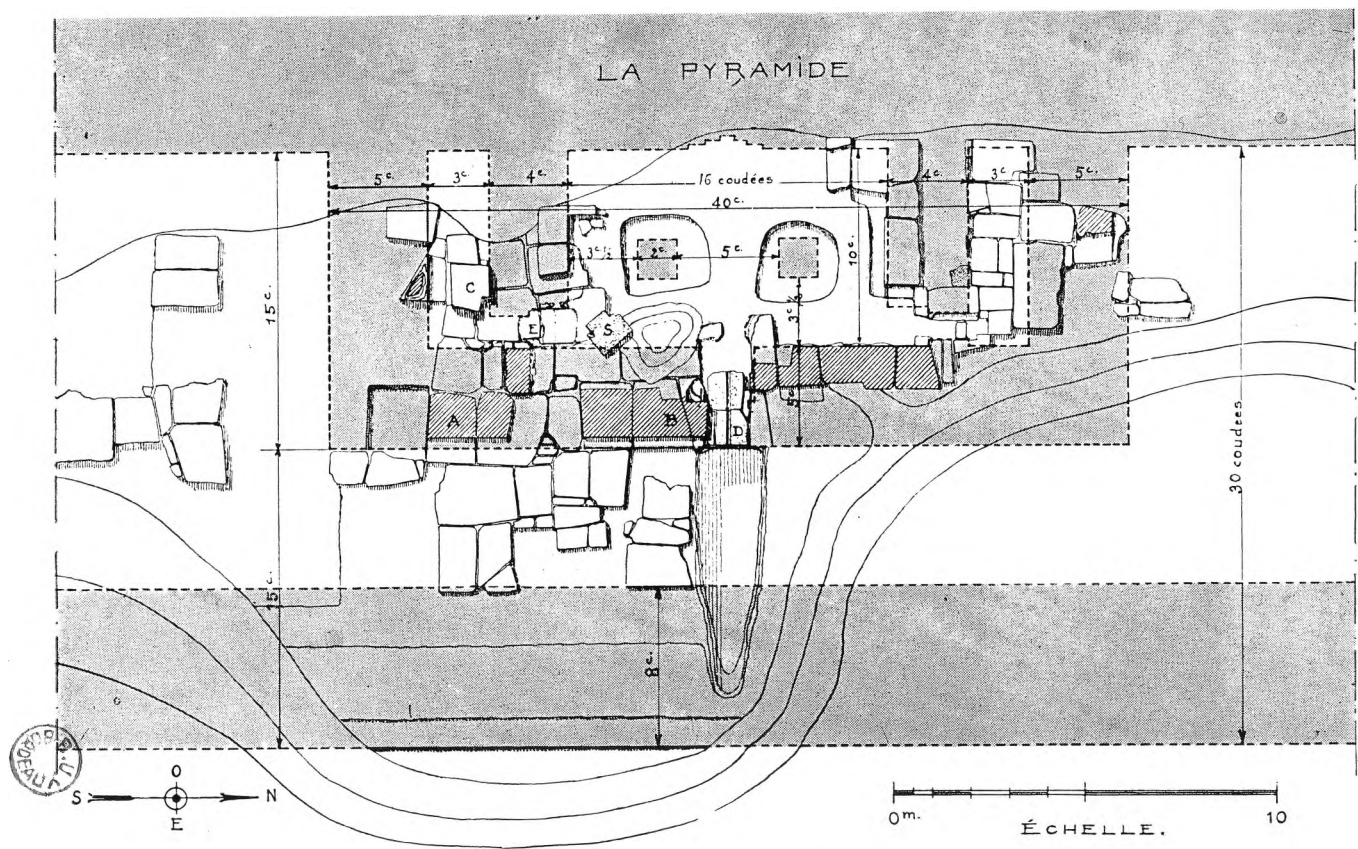 LA PYRAMIDE
5c. 3c. 4c. 16 coudées 4c. 3c. 5c.
40c.
3c.½ 2c. 5c.
10c.
15c.
C
E
S.
3c.½
A
B
D
5c.
30 coudées
15c.
8c.
O
S N
E
0m. 10
ÉCHELLE.